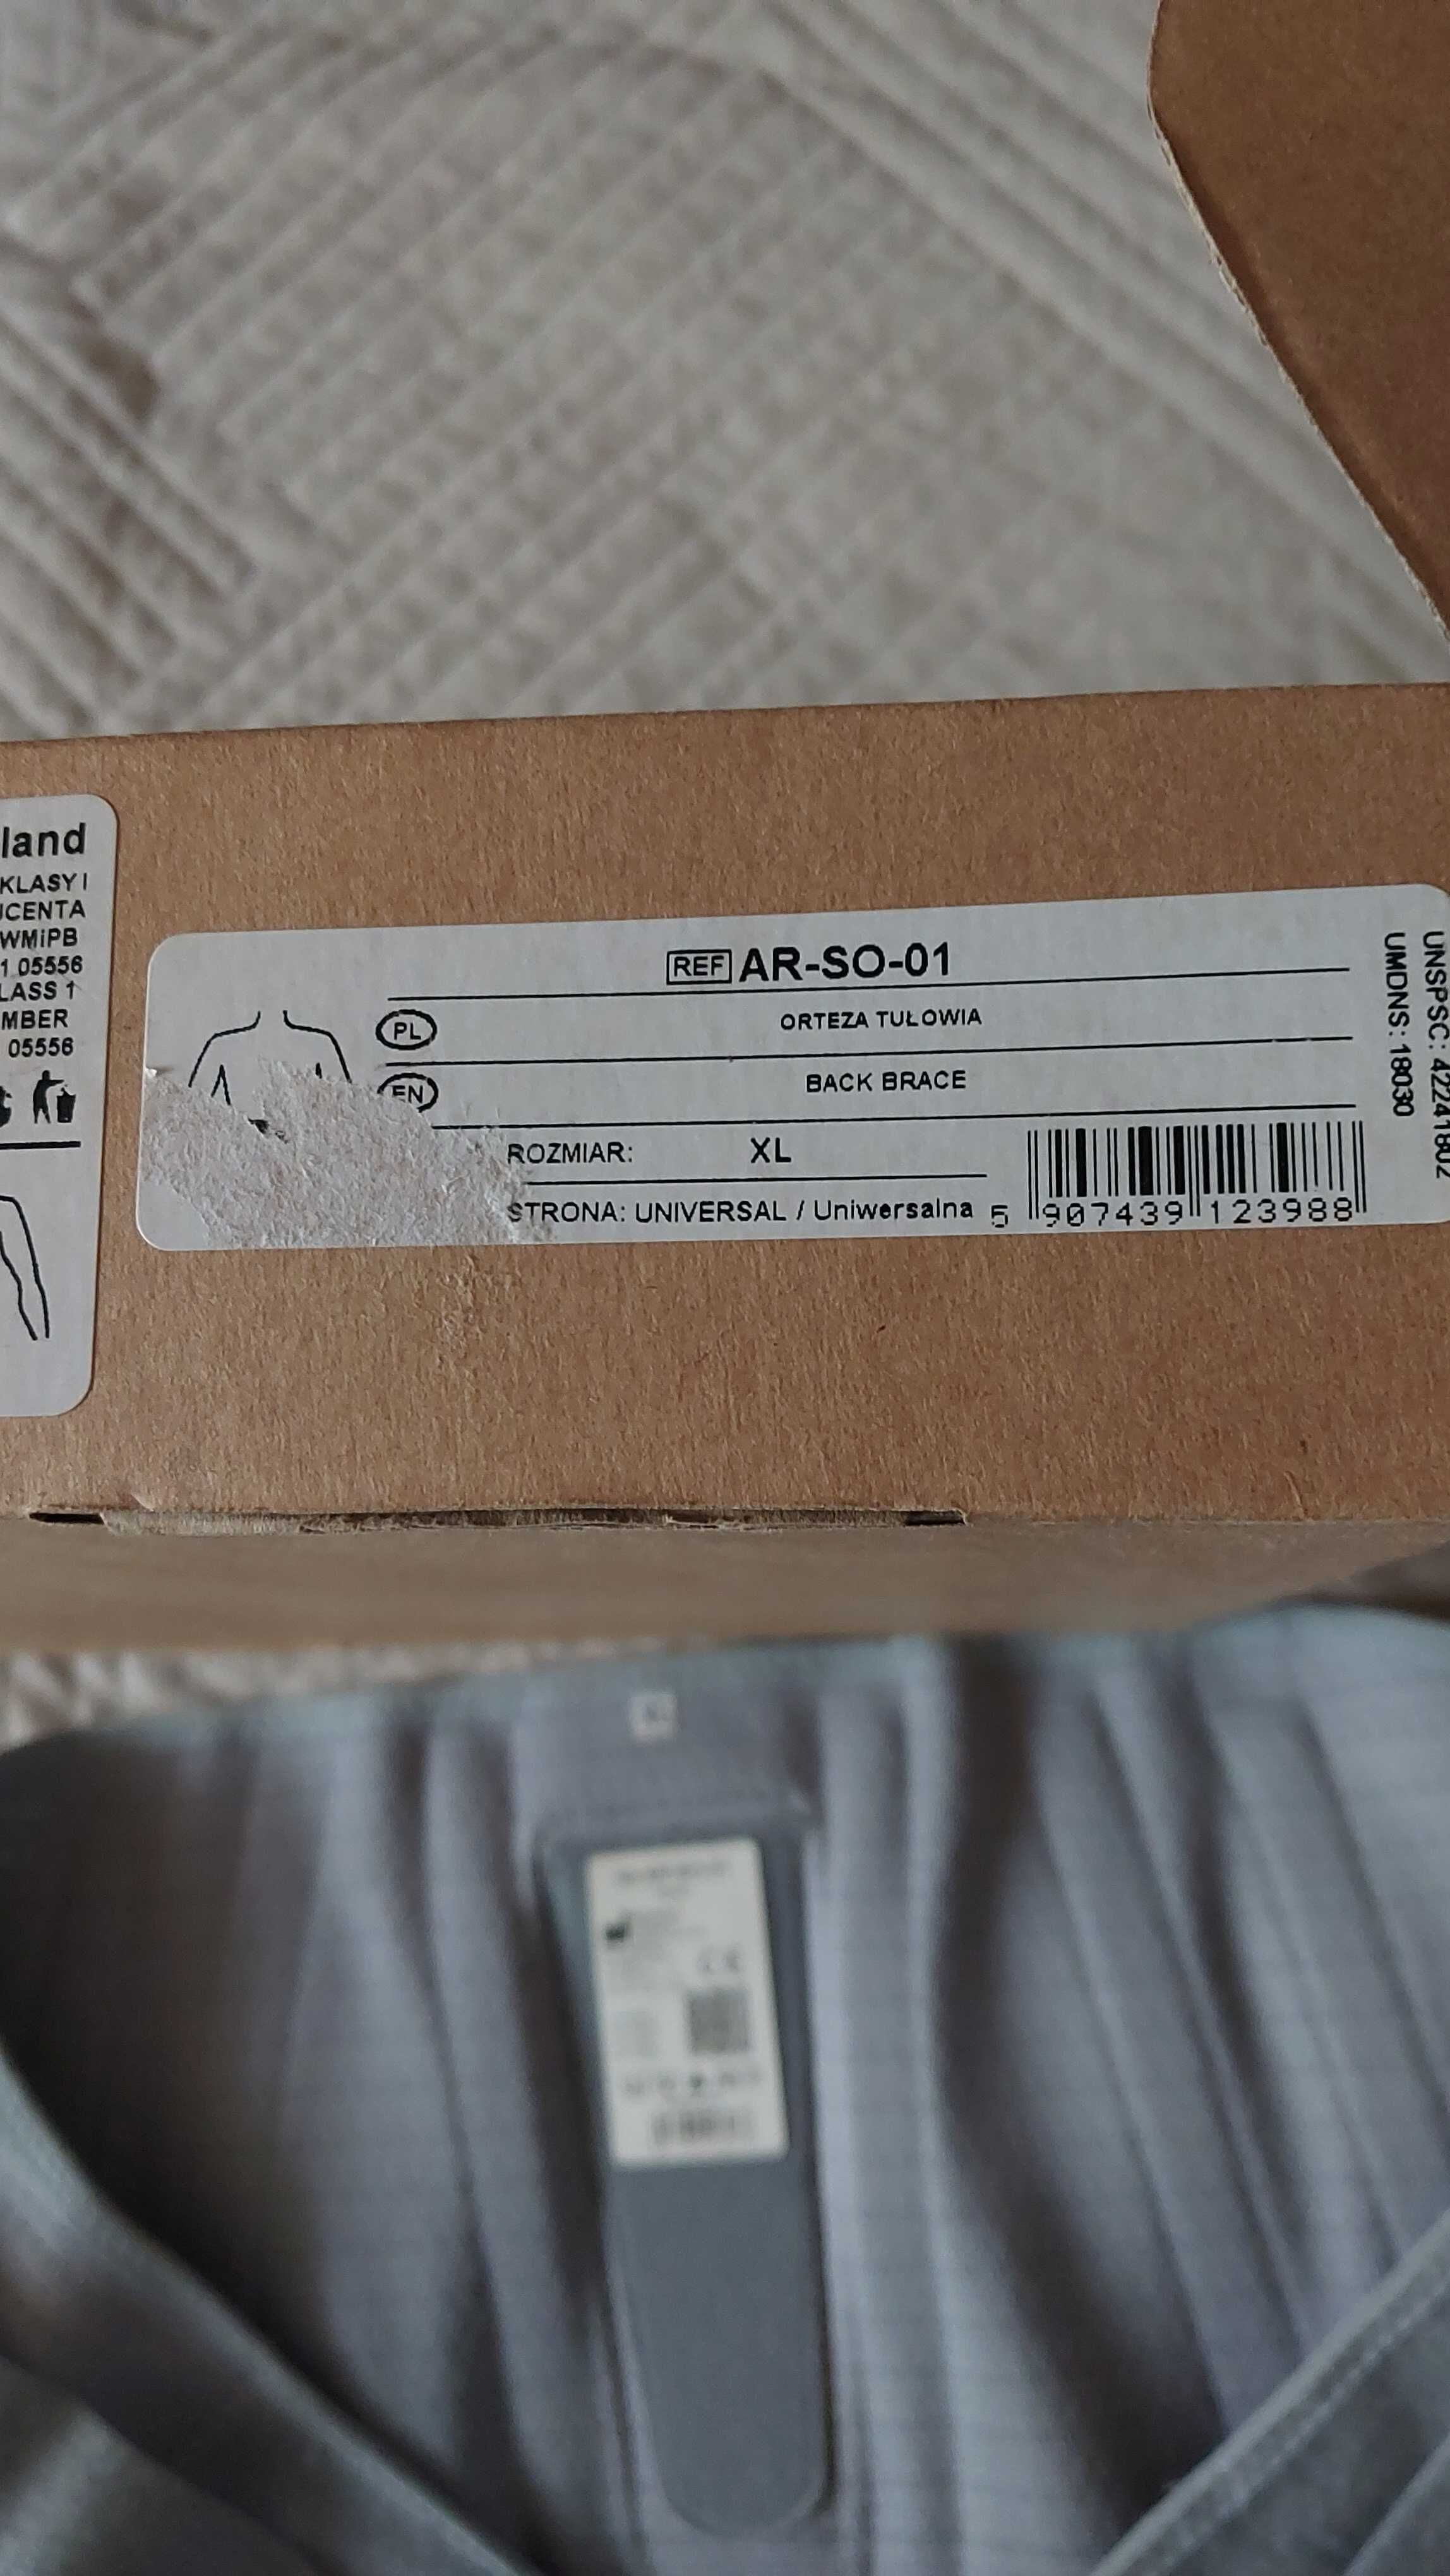 land
KLASY I
UCENTA
WMiPB
1 05556
LASS 1
MBER
05556
REF AR-SO-01
PL ORTEZA TUŁOWIA
EN BACK BRACE
ROZMIAR: XL
STRONA: UNIVERSAL / Uniwersalna
5 907439 123988
UNSPSC: 42241802
UMDNS: 18030